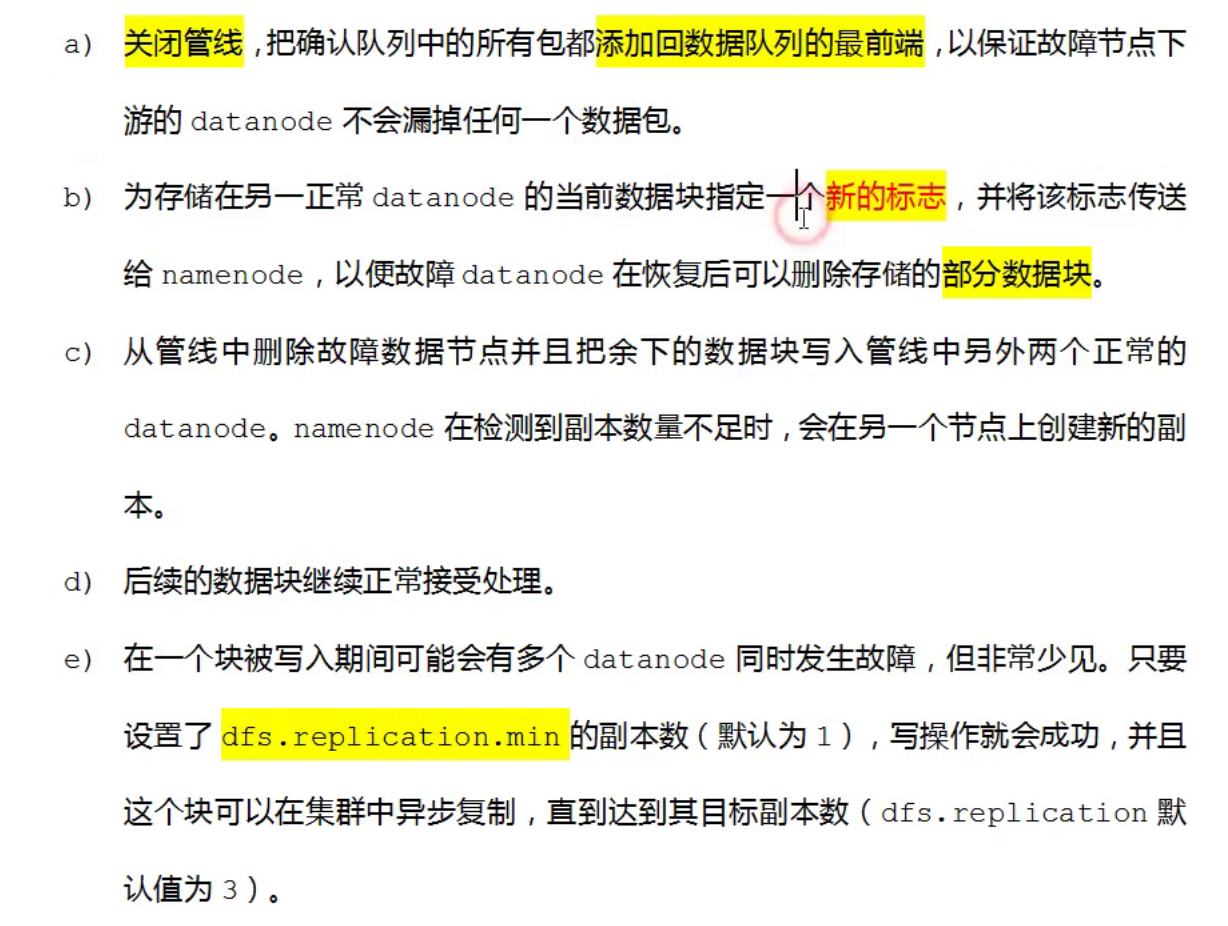 a) 关闭管线,把确认队列中的所有包都添加回数据队列的最前端,以保证故障节点下
游的 datanode 不会漏掉任何一个数据包。
b) 为存储在另一正常 datanode 的当前数据块指定一个新的标志,并将该标志传送
给 namenode,以便故障 datanode 在恢复后可以删除存储的部分数据块。
c) 从管线中删除故障数据节点并且把余下的数据块写入管线中另外两个正常的
datanode。namenode 在检测到副本数量不足时,会在另一个节点上创建新的副
本。
d) 后续的数据块继续正常接受处理。
e) 在一个块被写入期间可能会有多个 datanode 同时发生故障,但非常少见。只要
设置了 dfs.replication.min 的副本数(默认为 1),写操作就会成功,并且
这个块可以在集群中异步复制,直到达到其目标副本数(dfs.replication 默
认值为 3)。